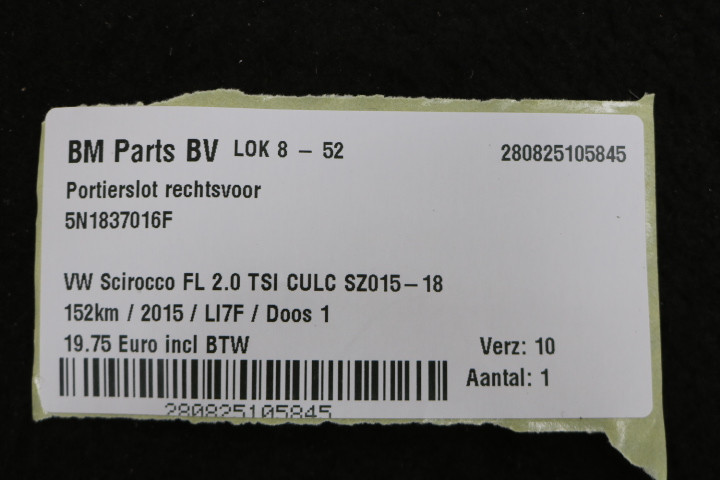 BM Parts BV LOK 8 - 52 280825105845
Portierslot rechtsvoor
5N1837016F
VW Scirocco FL 2.0 TSI CULC SZ015-18
152km / 2015 / LI7F / Doos 1
19.75 Euro incl BTW Verz: 10
Aantal: 1
280825105845